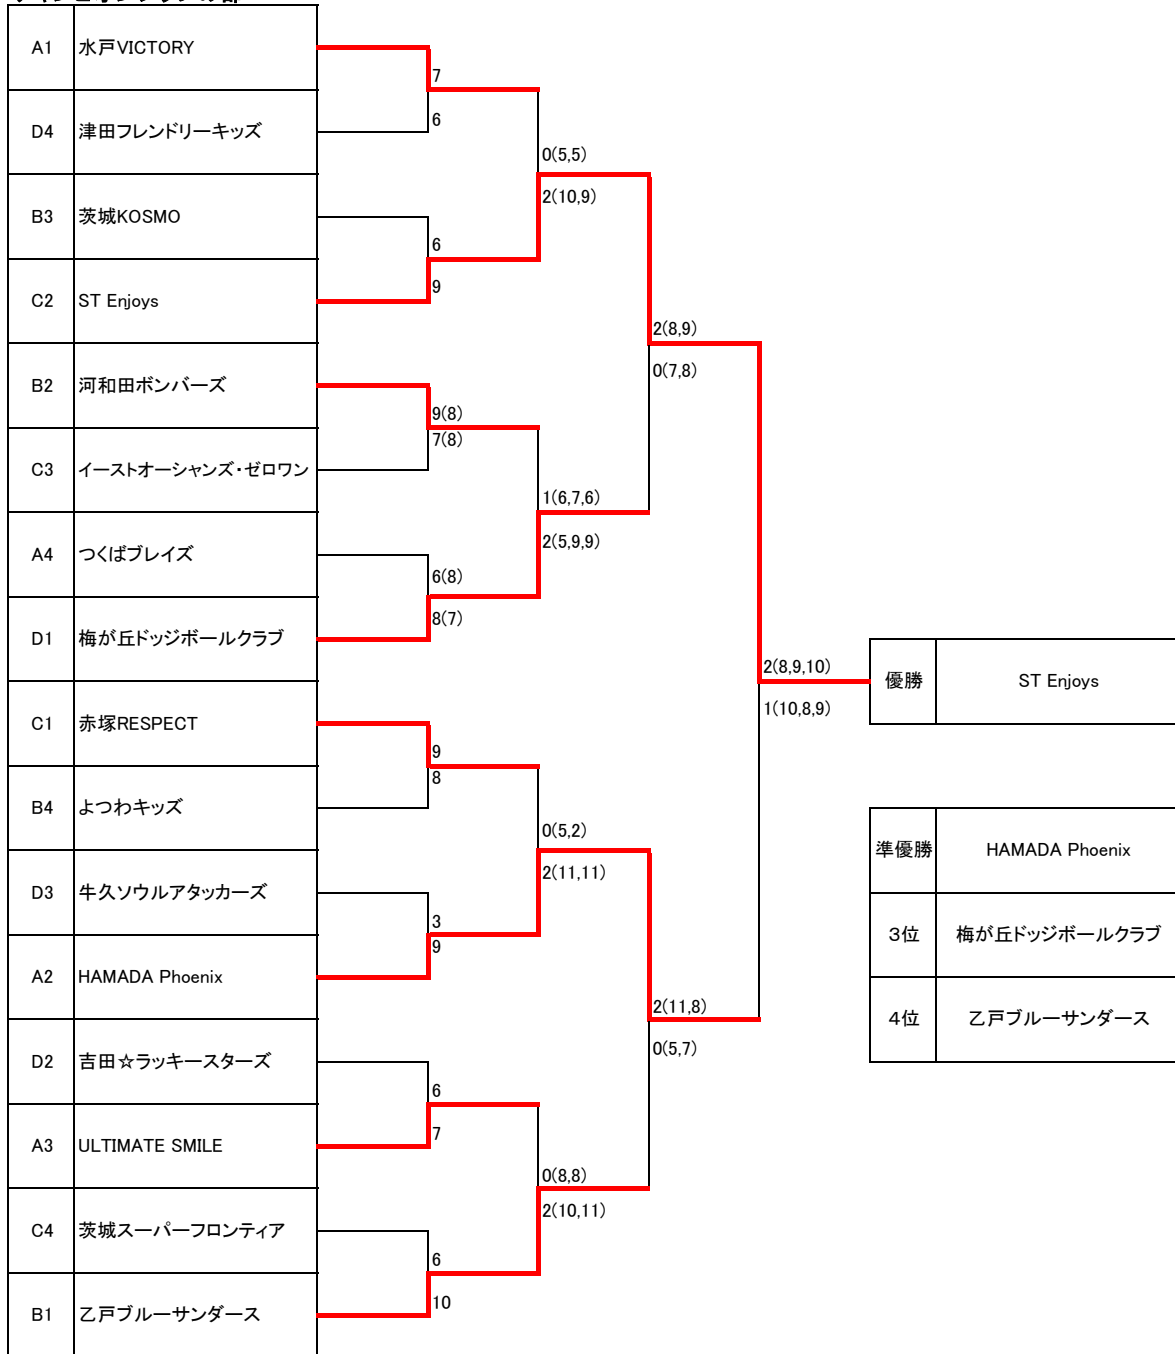 A1 水戸VICTORY
7
D4 津田フレンドリーキッズ
6
0(5,5)
2(10,9)
B3 茨城KOSMO
6
C2 ST Enjoys
9
2(8,9)
0(7,8)
B2 河和田ボンバーズ
9(8)
7(8)
C3 イーストオーシャンズ・ゼロワン
1(6,7,6)
2(5,9,9)
A4 つくばブレイズ
6(8)
8(7)
D1 梅が丘ドッジボールクラブ
2(8,9,10)
1(10,8,9)
優勝 ST Enjoys
C1 赤塚RESPECT
9
8
B4 よつわキッズ
0(5,2)
2(11,11)
準優勝 HAMADA Phoenix
D3 牛久ソウルアタッカーズ
3
9
3位 梅が丘ドッジボールクラブ
A2 HAMADA Phoenix
2(11,8)
0(5,7)
4位 乙戸ブルーサンダース
D2 吉田☆ラッキースターズ
6
7
A3 ULTIMATE SMILE
0(8,8)
2(10,11)
C4 茨城スーパーフロンティア
6
10
B1 乙戸ブルーサンダース